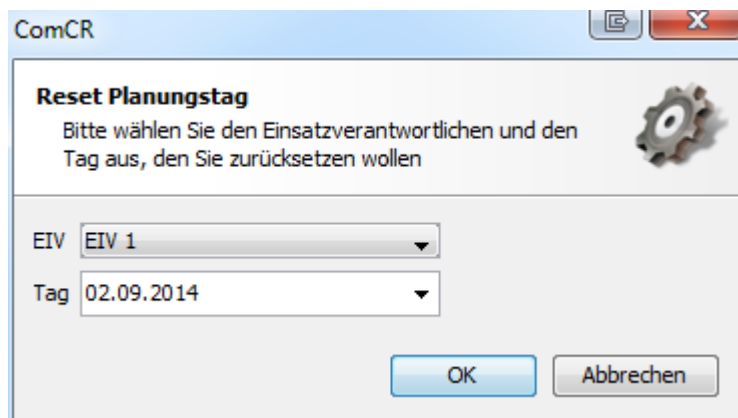 ComCR
Reset Planungstag
Bitte wählen Sie den Einsatzverantwortlichen und den
Tag aus, den Sie zurücksetzen wollen
EIV EIV 1
Tag 02.09.2014
OK Abbrechen